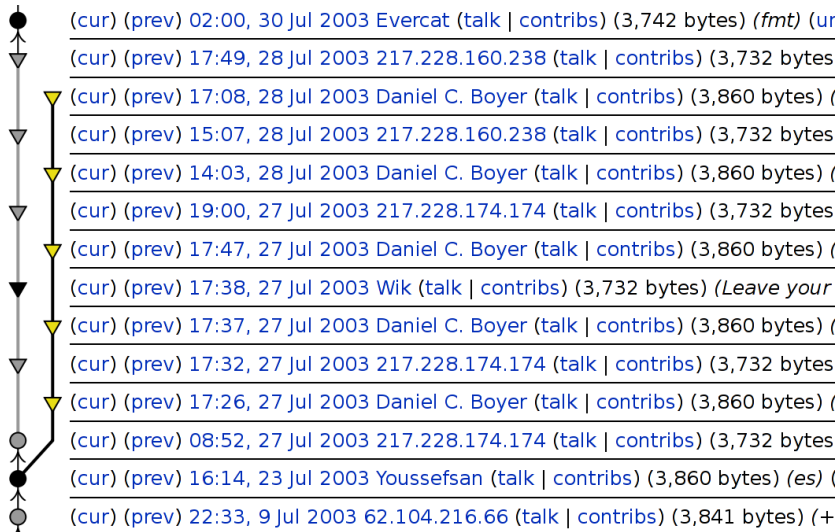 (cur) (prev) 02:00, 30 Jul 2003 Evercat (talk | contribs) (3,742 bytes) (fmt)
(cur) (prev) 17:49, 28 Jul 2003 217.228.160.238 (talk | contribs) (3,732 bytes
(cur) (prev) 17:08, 28 Jul 2003 Daniel C. Boyer (talk | contribs) (3,860 bytes) (
(cur) (prev) 15:07, 28 Jul 2003 217.228.160.238 (talk | contribs) (3,732 bytes
(cur) (prev) 14:03, 28 Jul 2003 Daniel C. Boyer (talk | contribs) (3,860 bytes) (
(cur) (prev) 19:00, 27 Jul 2003 217.228.174.174 (talk | contribs) (3,732 bytes
(cur) (prev) 17:47, 27 Jul 2003 Daniel C. Boyer (talk | contribs) (3,860 bytes) (
(cur) (prev) 17:38, 27 Jul 2003 Wik (talk | contribs) (3,732 bytes) (Leave your
(cur) (prev) 17:37, 27 Jul 2003 Daniel C. Boyer (talk | contribs) (3,860 bytes) (
(cur) (prev) 17:32, 27 Jul 2003 217.228.174.174 (talk | contribs) (3,732 bytes
(cur) (prev) 17:26, 27 Jul 2003 Daniel C. Boyer (talk | contribs) (3,860 bytes) (
(cur) (prev) 08:52, 27 Jul 2003 217.228.174.174 (talk | contribs) (3,732 bytes
(cur) (prev) 16:14, 23 Jul 2003 Youssefsan (talk | contribs) (3,860 bytes) (es) (
(cur) (prev) 22:33, 9 Jul 2003 62.104.216.66 (talk | contribs) (3,841 bytes) (+